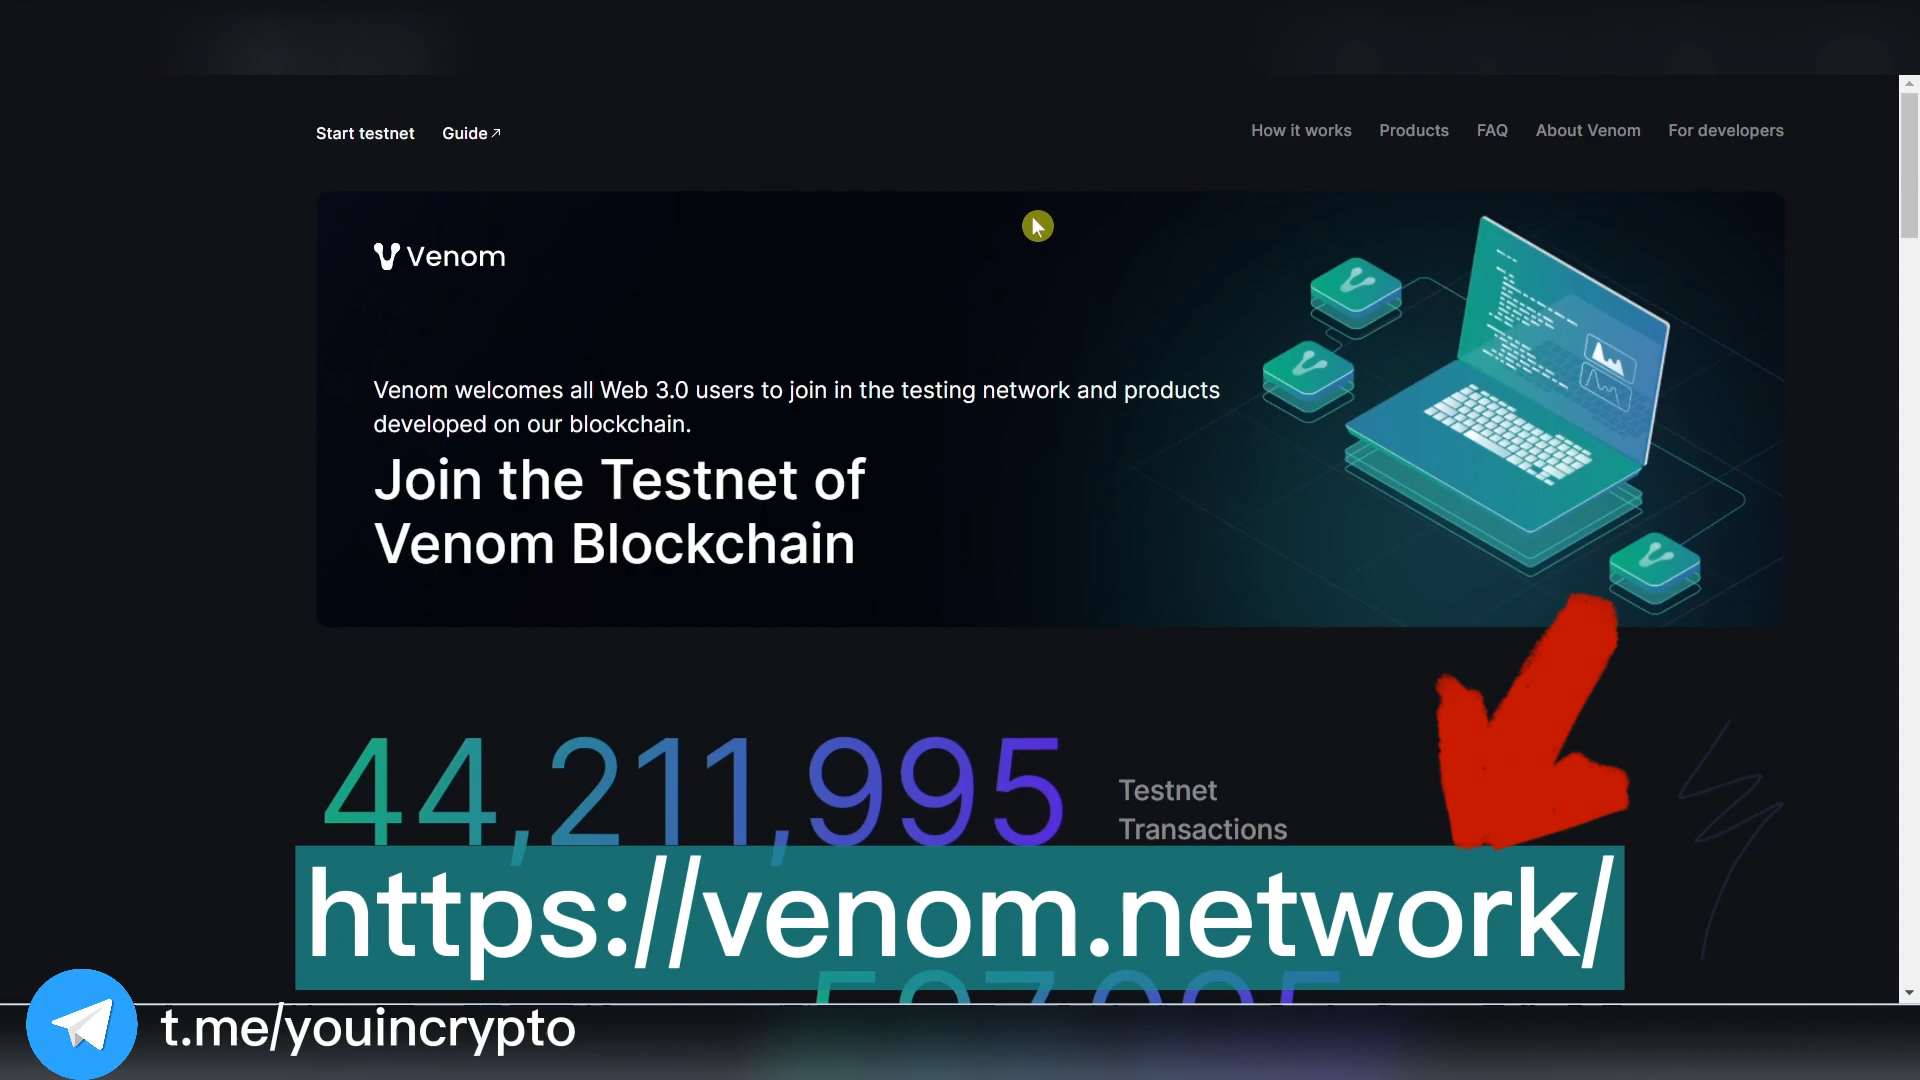 Start testnet Guide↗ How it works Products FAQ About Venom For developers
Venom
Venom welcomes all Web 3.0 users to join in the testing network and products
developed on our blockchain.
Join the Testnet of
Venom Blockchain
44,211,995 Testnet
Transactions
https://venom.network/
t.me/youincrypto